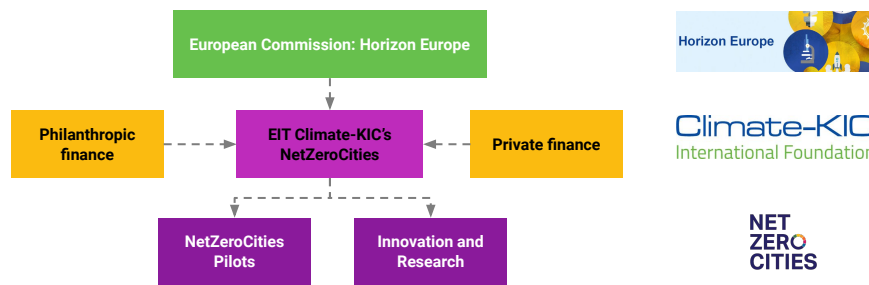 European Commission: Horizon Europe
Horizon Europe
Philanthropic
finance
EIT Climate-KIC's
NetZeroCities
Private finance
Climate-KIC
International Foundation
NetZeroCities
Pilots
Innovation and
Research
NET
ZERO
CITIES